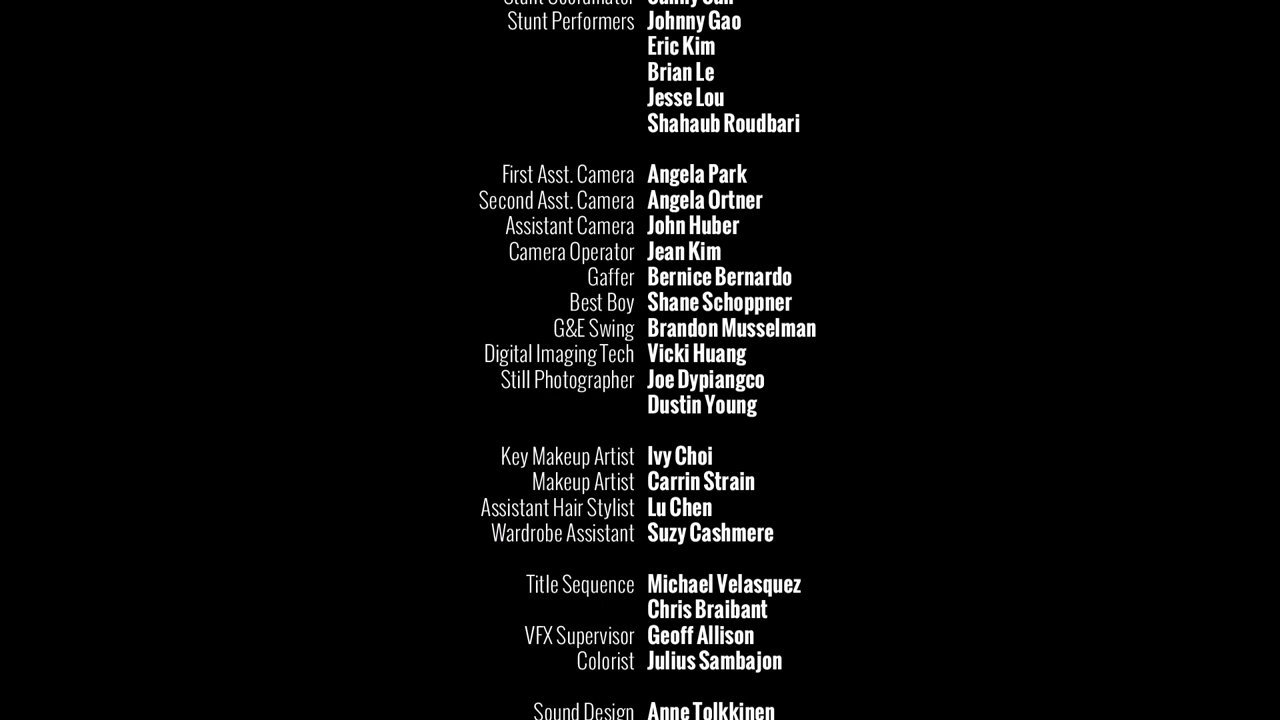 Stunt Performers Johnny Gao
Eric Kim
Brian Le
Jesse Lou
Shahaub Roudbari
First Asst. Camera Angela Park
Second Asst. Camera Angela Ortner
Assistant Camera John Huber
Camera Operator Jean Kim
Gaffer Bernice Bernardo
Best Boy Shane Schoppner
G&E Swing Brandon Musselman
Digital Imaging Tech Vicki Huang
Still Photographer Joe Dypiangco
Dustin Young
Key Makeup Artist Ivy Choi
Makeup Artist Carrin Strain
Assistant Hair Stylist Lu Chen
Wardrobe Assistant Suzy Cashmere
Title Sequence Michael Velasquez
Chris Braibant
VFX Supervisor Geoff Allison
Colorist Julius Sambajon
Sound Design Anne Tolkkinen